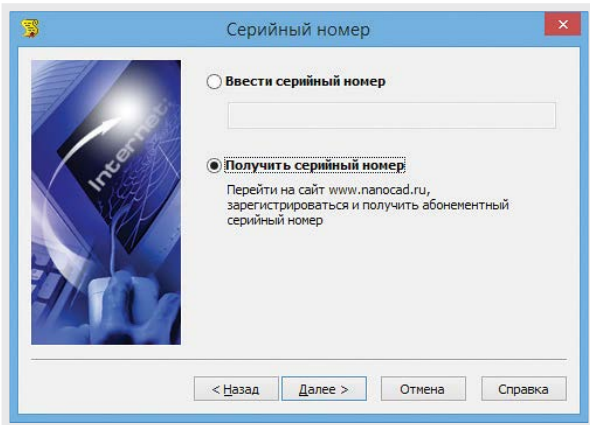 Серийный номер
Ввести серийный номер
Получить серийный номер
Перейти на сайт www.nanocad.ru,
зарегистрироваться и получить абонементный
серийный номер
Internet
< Назад Далее > Отмена Справка